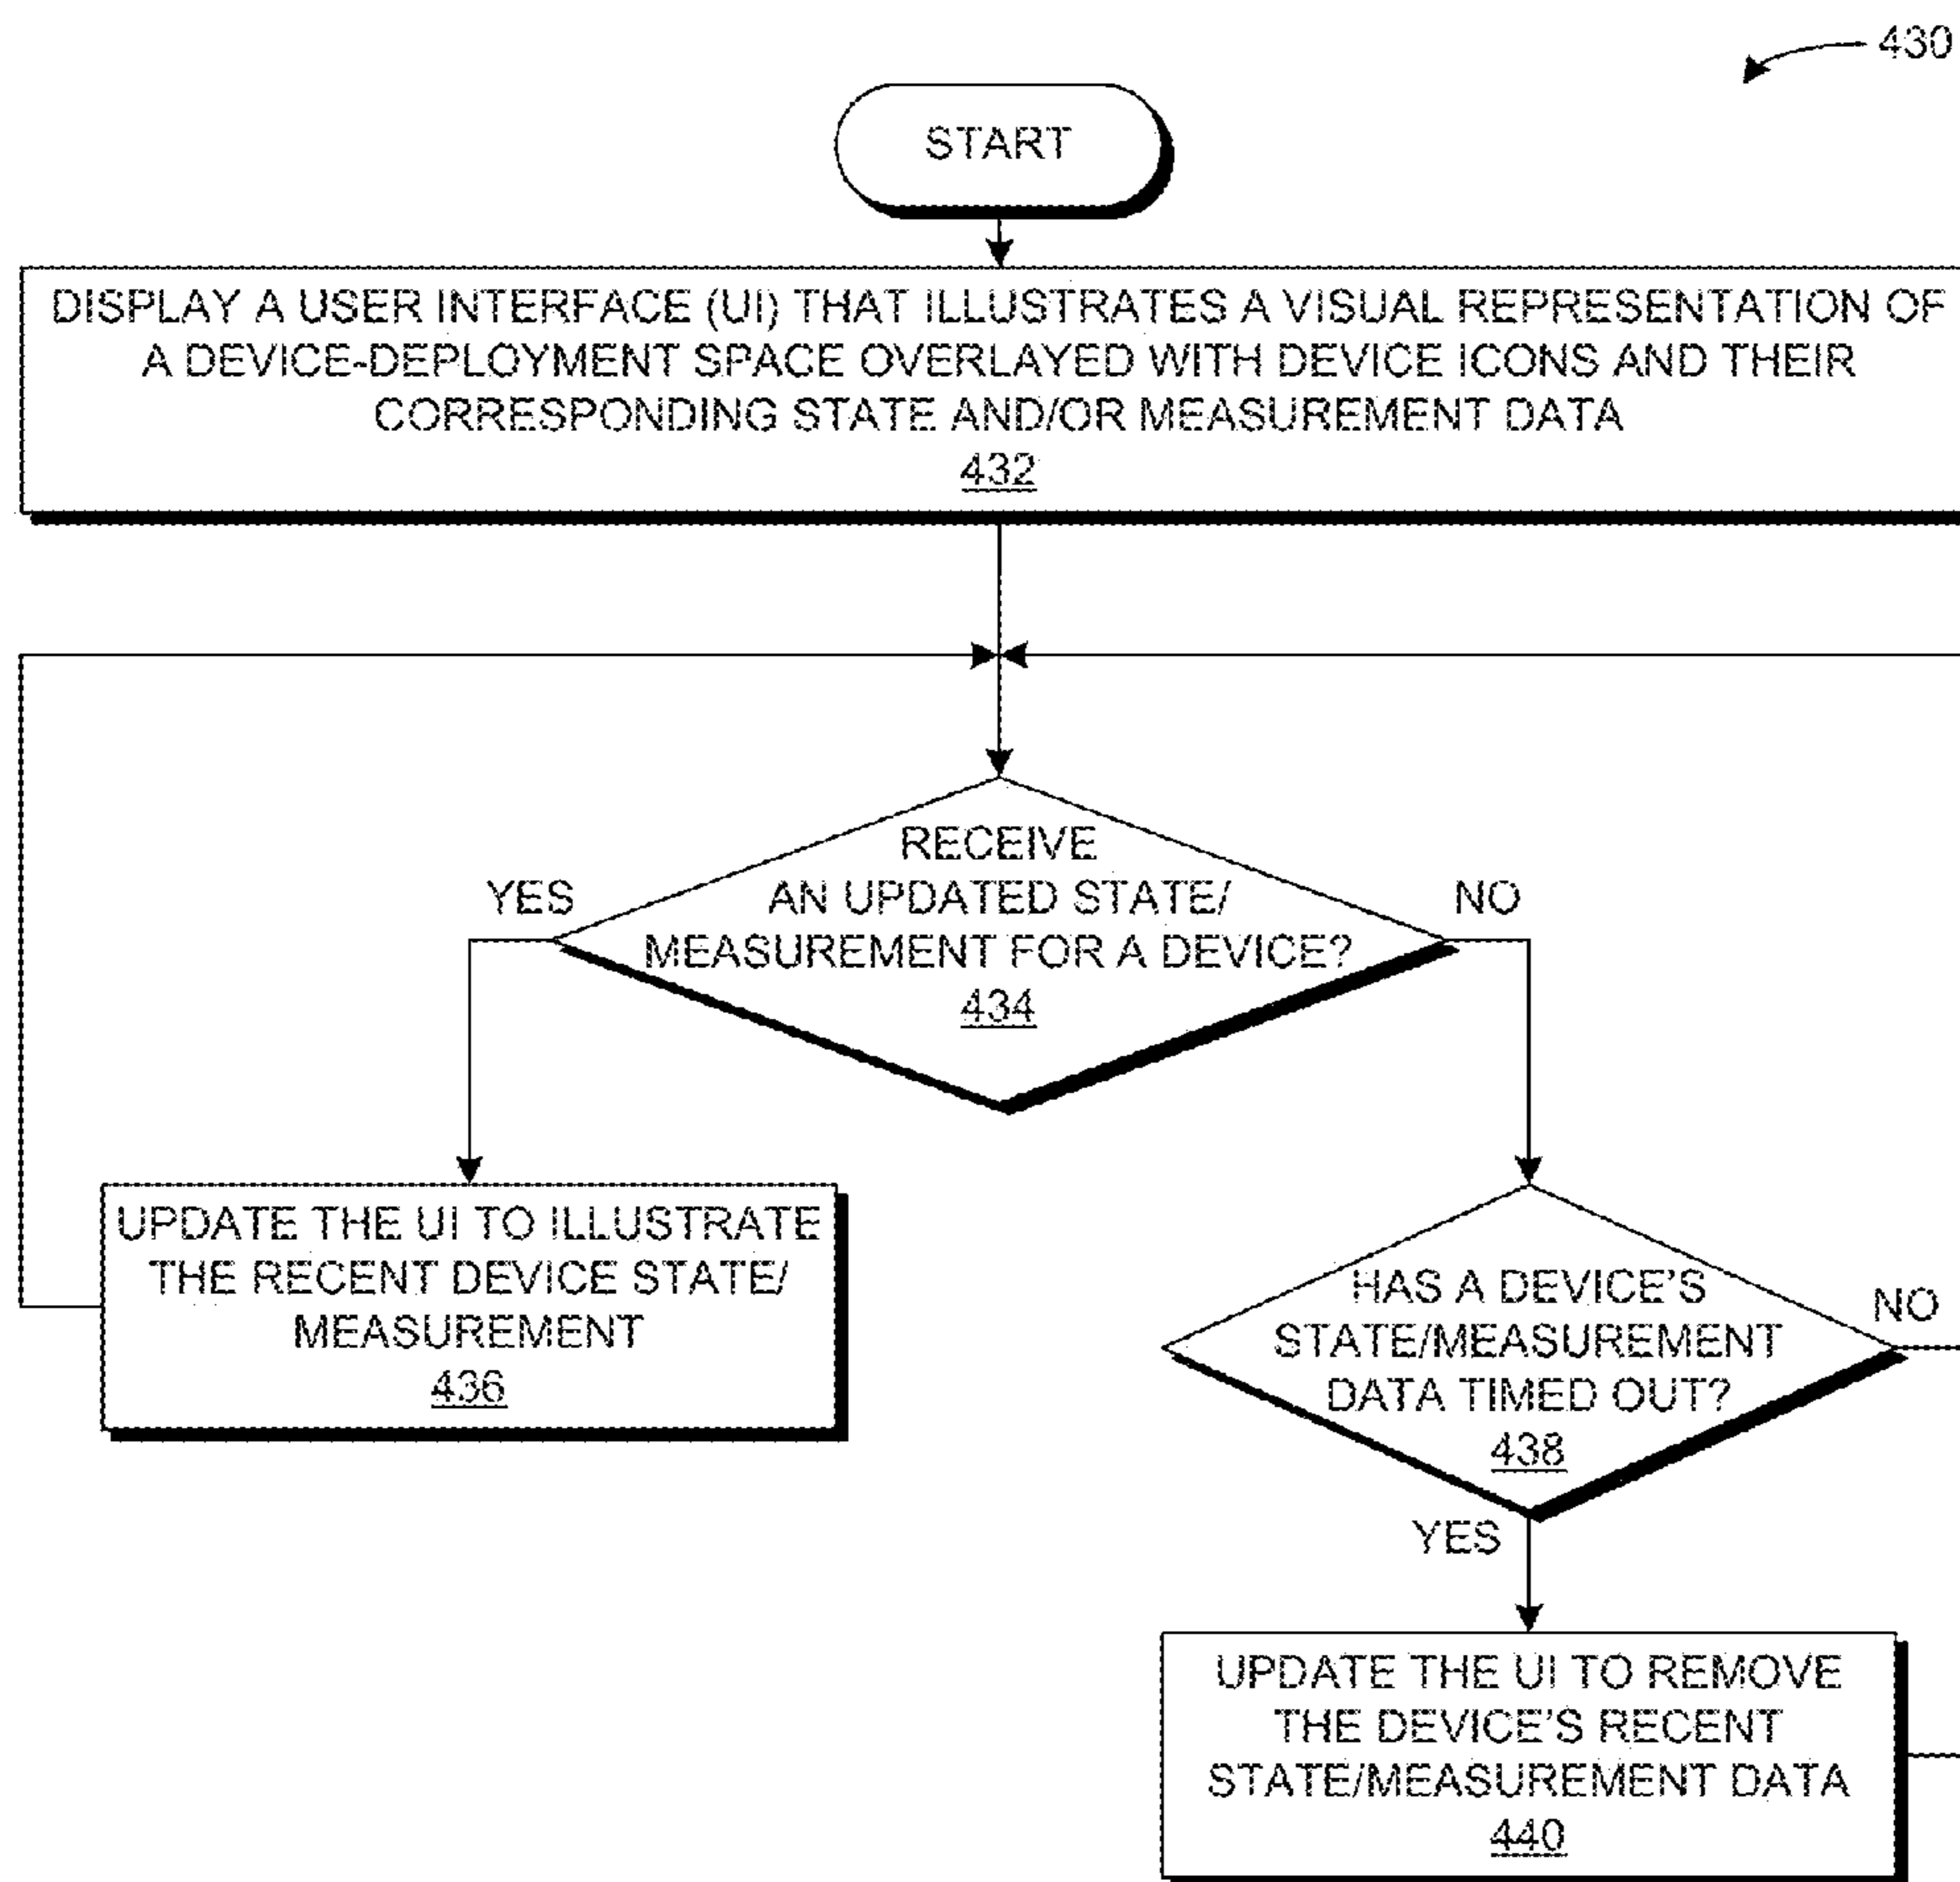 430
START
DISPLAY A USER INTERFACE (UI) THAT ILLUSTRATES A VISUAL REPRESENTATION OF
A DEVICE-DEPLOYMENT SPACE OVERLAYED WITH DEVICE ICONS AND THEIR
CORRESPONDING STATE AND/OR MEASUREMENT DATA
432
RECEIVE
AN UPDATED STATE/
MEASUREMENT FOR A DEVICE?
434
YES
NO
UPDATE THE UI TO ILLUSTRATE
THE RECENT DEVICE STATE/
MEASUREMENT
436
HAS A DEVICE'S
STATE/MEASUREMENT
DATA TIMED OUT?
438
NO
YES
UPDATE THE UI TO REMOVE
THE DEVICE'S RECENT
STATE/MEASUREMENT DATA
440